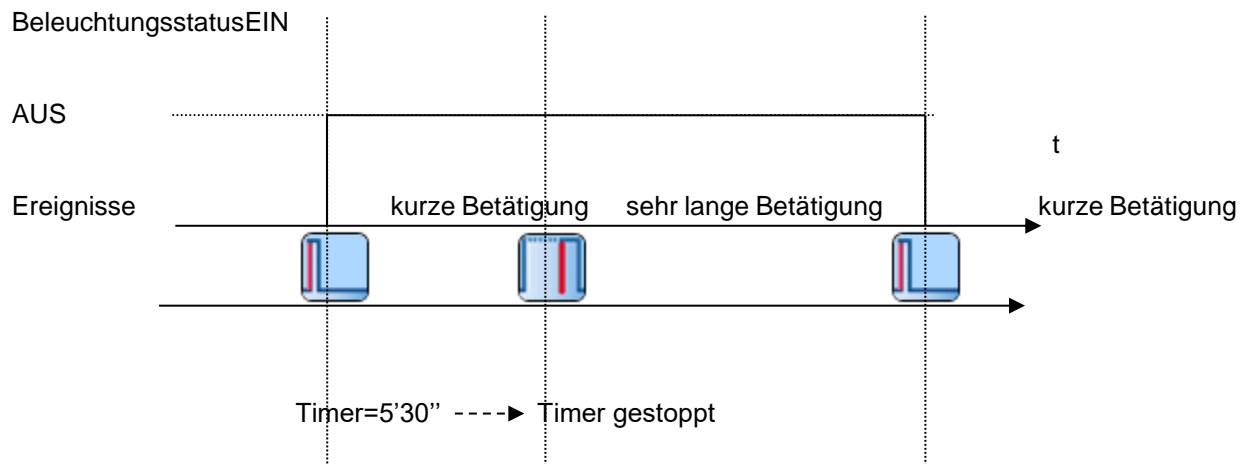 BeleuchtungsstatusEIN
AUS
t
Ereignisse kurze Betätigung sehr lange Betätigung kurze Betätigung
Timer=5’30’’ Timer gestoppt